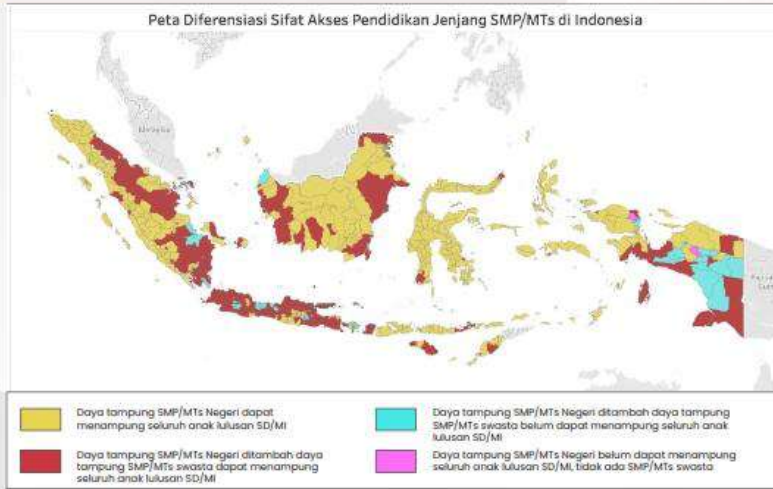 Peta Diferensiasi Sifat Akses Pendidikan Jenjang SMP/MTs di Indonesia
Malaysia
Daya tampung SMP/MTs Negeri dapat
menampung seluruh anak lulusan SD/MI
Daya tampung SMP/MTs Negeri ditambah daya
tampung SMP/MTs swasta dapat menampung
seluruh anak lulusan SD/MI
Daya tampung SMP/MTs Negeri ditambah daya tampung
SMP/MTs swasta belum dapat menampung seluruh anak
lulusan SD/MI
Daya tampung SMP/MTs Negeri belum dapat menampung
seluruh anak lulusan SD/MI, tidak ada SMP/MTs swasta